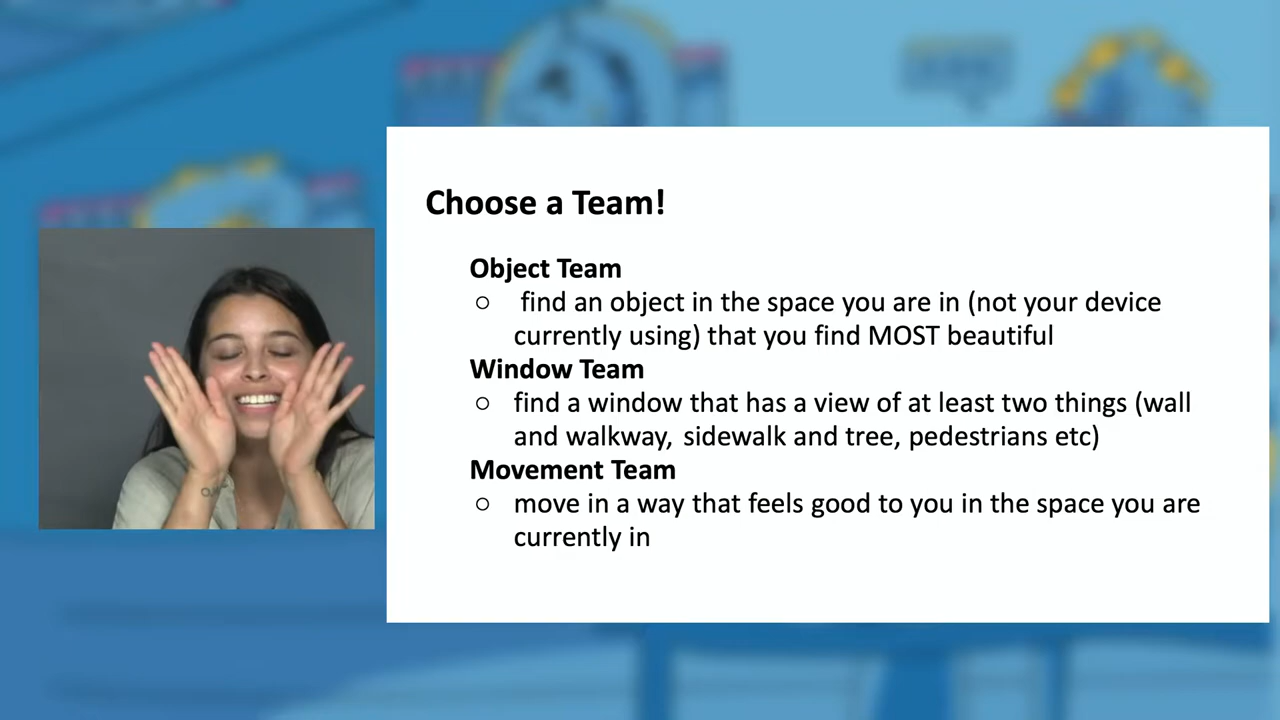 Choose a Team!
Object Team
○ find an object in the space you are in (not your device
currently using) that you find MOST beautiful
Window Team
○ find a window that has a view of at least two things (wall
and walkway, sidewalk and tree, pedestrians etc)
Movement Team
○ move in a way that feels good to you in the space you are
currently in